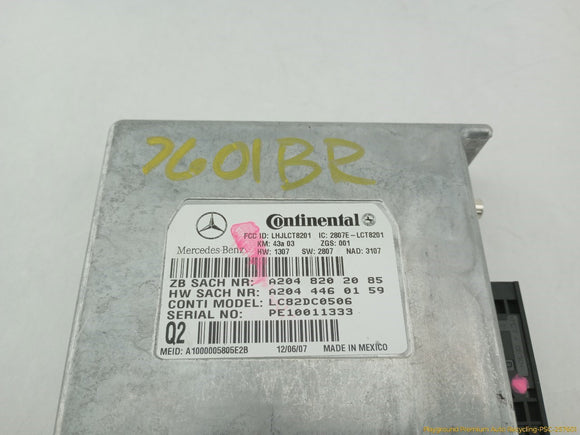 7601BR
Continental
FCC ID: LHJLCT8201 IC: 2807E-LCT8201
KM: 43a 03 ZGS: 001
Mercedes-Benz HW: 1307 SW: 2807 NAD: 3107
ZB SACH NR: A204 820 20 85
HW SACH NR: A204 446 01 59
CONTI MODEL: LC82DC0506
SERIAL NO: PE10011333
Q2
MEID: A1000005805E2B 12/06/07 MADE IN MEXICO